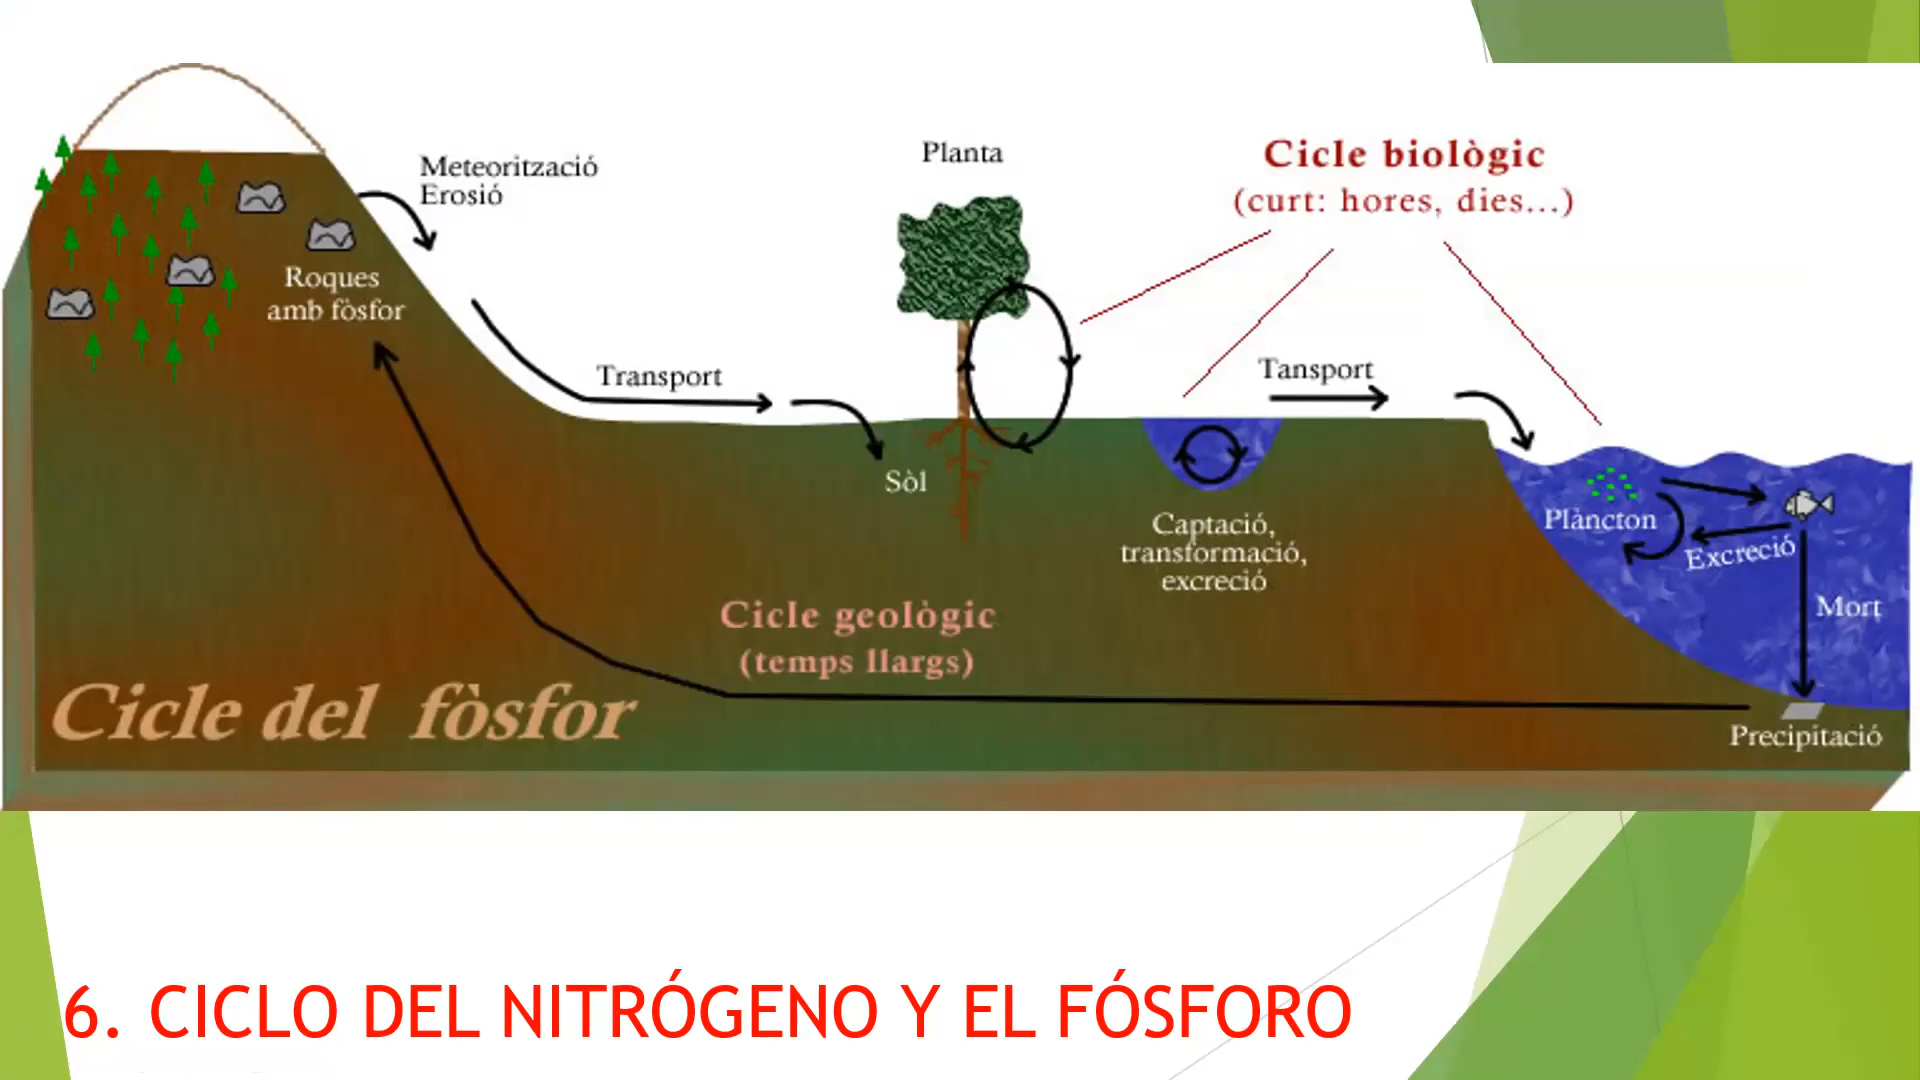 Meteorització
Erosió
Planta
Cicle biològic
(curt: hores, dies...)
Roques
amb fòsfor
Transport
Tansport
Sòl
Captació,
transformació,
excreció
Plàncton
Excreció
Mort
Cicle geològic
(temps llargs)
Cicle del fòsfor
Precipitació
6. CICLO DEL NITRÓGENO Y EL FÓSFORO